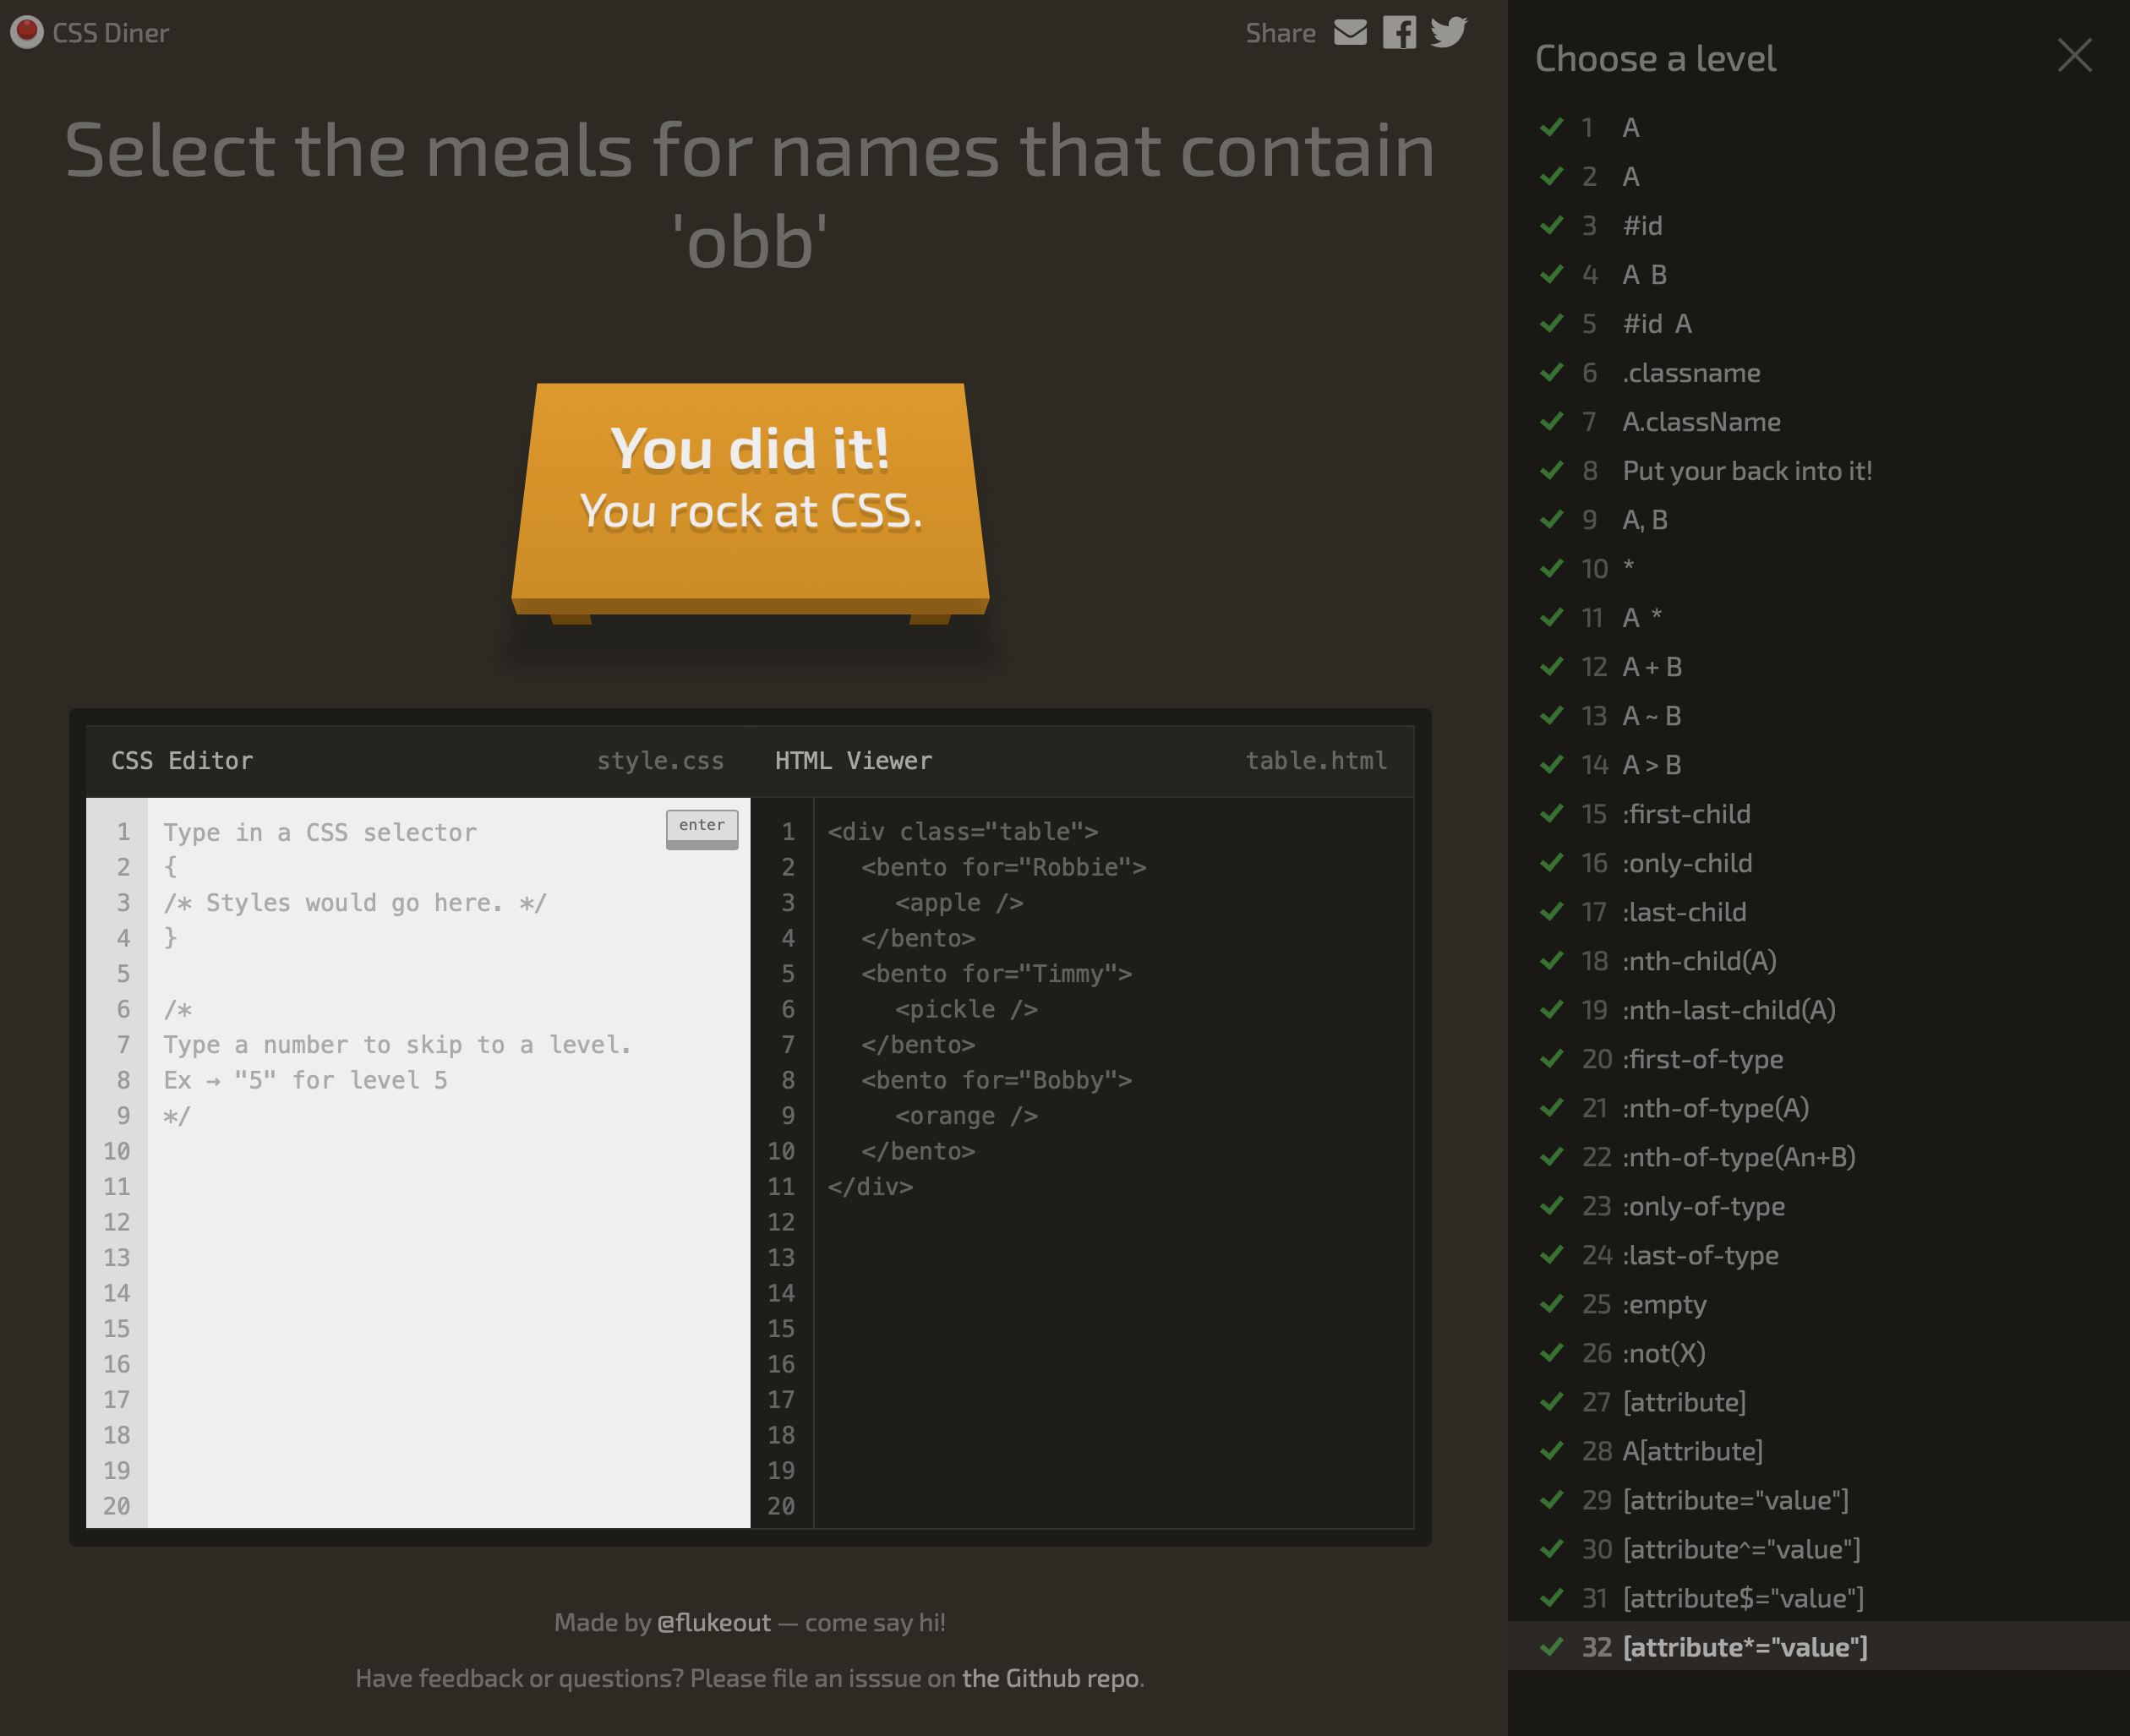 CSS Diner
Share
Select the meals for names that contain
'obb'
You did it!
You rock at CSS.
CSS Editor
style.css
1 Type in a CSS selector
enter
2 {
3 /* Styles would go here. */
4 }
5
6 /*
7 Type a number to skip to a level.
8 Ex → "5" for level 5
9 */
10
11
12
13
14
15
16
17
18
19
20
HTML Viewer
table.html
1 <div class="table">
2 <bento for="Robbie">
3 <apple />
4 </bento>
5 <bento for="Timmy">
6 <pickle />
7 </bento>
8 <bento for="Bobby">
9 <orange />
10 </bento>
11 </div>
12
13
14
15
16
17
18
19
20
Made by @flukeout — come say hi!
Have feedback or questions? Please file an isssue on the Github repo.
Choose a level
1 A
2 A
3 #id
4 A B
5 #id A
6 .classname
7 A.className
8 Put your back into it!
9 A, B
10 *
11 A *
12 A + B
13 A ~ B
14 A > B
15 :first-child
16 :only-child
17 :last-child
18 :nth-child(A)
19 :nth-last-child(A)
20 :first-of-type
21 :nth-of-type(A)
22 :nth-of-type(An+B)
23 :only-of-type
24 :last-of-type
25 :empty
26 :not(X)
27 [attribute]
28 A[attribute]
29 [attribute="value"]
30 [attribute^="value"]
31 [attribute$="value"]
32 [attribute*="value"]